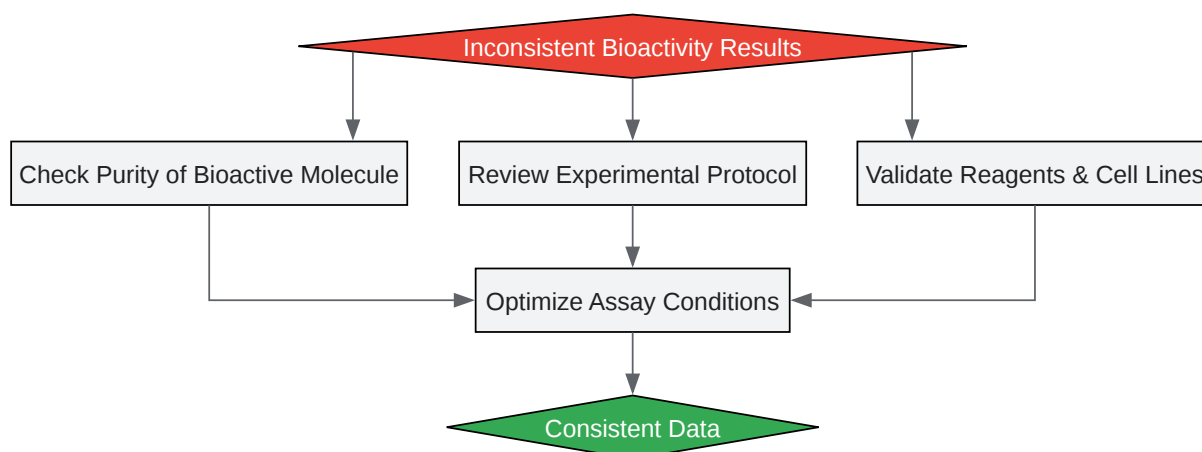 Inconsistent Bioactivity Results
Check Purity of Bioactive Molecule
Review Experimental Protocol
Validate Reagents & Cell Lines
Optimize Assay Conditions
Consistent Data